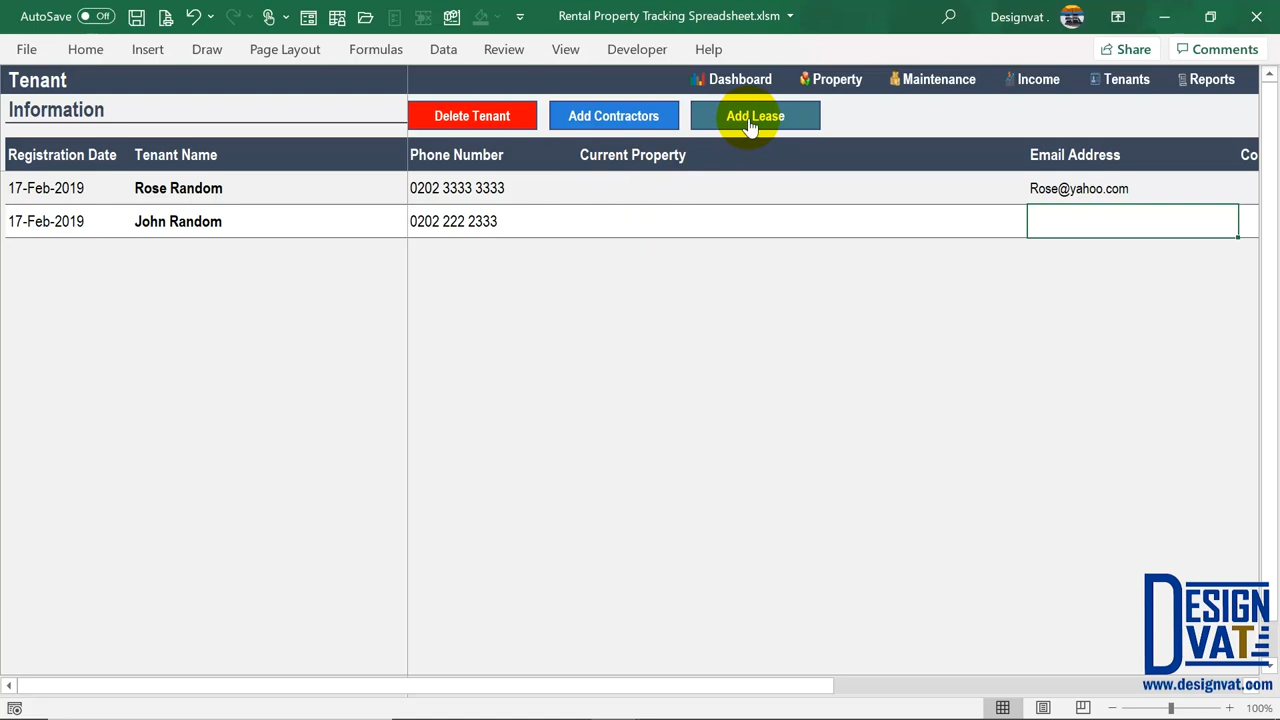 AutoSave Off Rental Property Tracking Spreadsheet.xlsm Designvat .
File Home Insert Draw Page Layout Formulas Data Review View Developer Help Share Comments
Tenant Dashboard Property Maintenance Income Tenants Reports
Information
Delete Tenant Add Contractors Add Lease
Registration Date Tenant Name Phone Number Current Property Email Address Co
17-Feb-2019 Rose Random 0202 3333 3333 Rose@yahoo.com
17-Feb-2019 John Random 0202 222 2333
DESIGN
VAT
www.designvat.com
100%